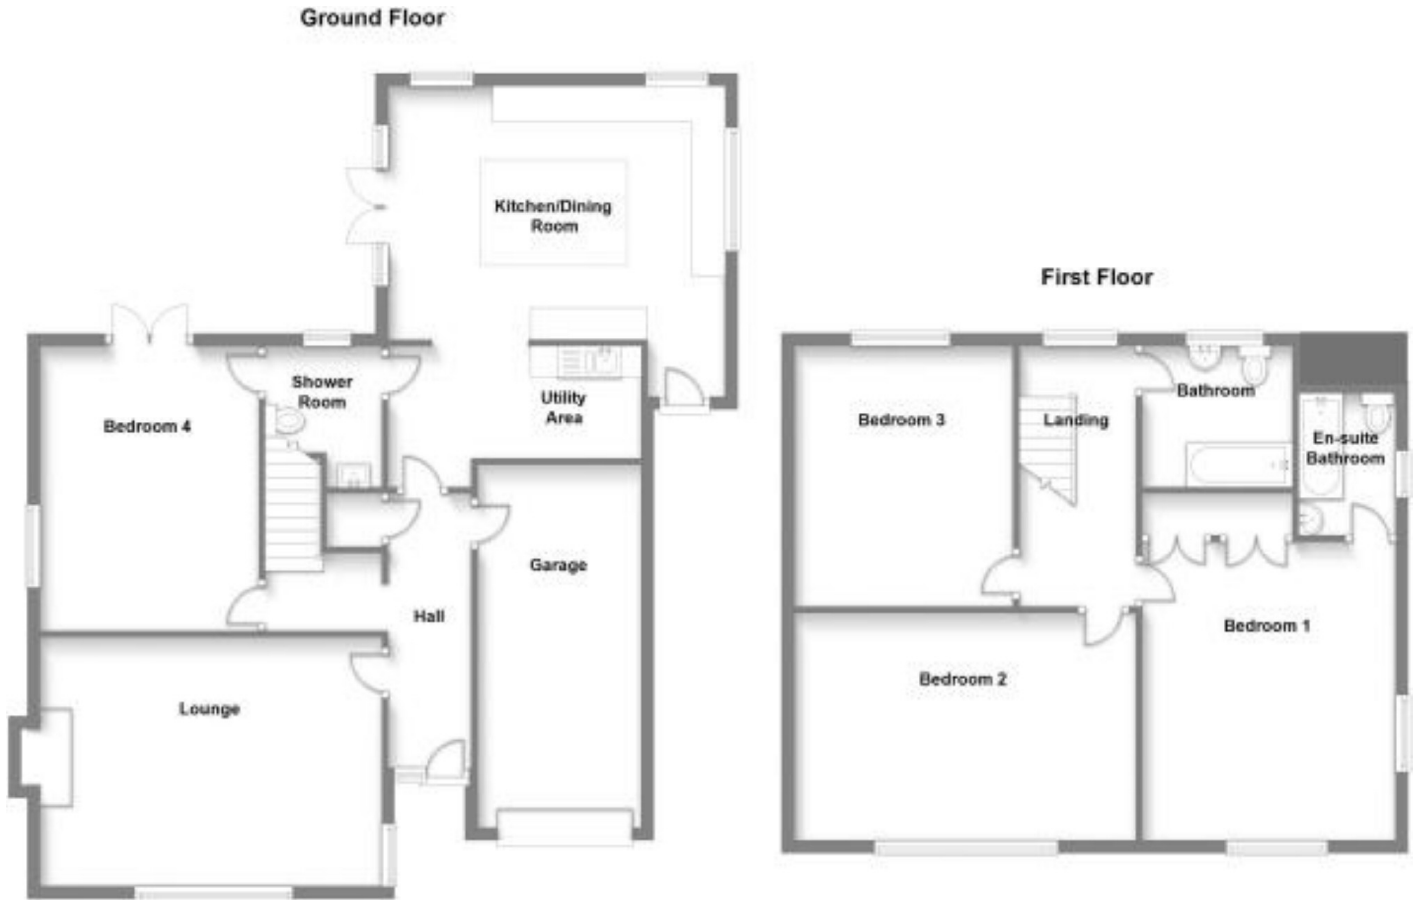 Ground Floor
Kitchen/Dining
Room
Shower
Room
Bedroom 4
Utility
Area
Garage
Hall
Lounge
First Floor
Bedroom 3
Landing
Bathroom
En-suite
Bathroom
Bedroom 1
Bedroom 2